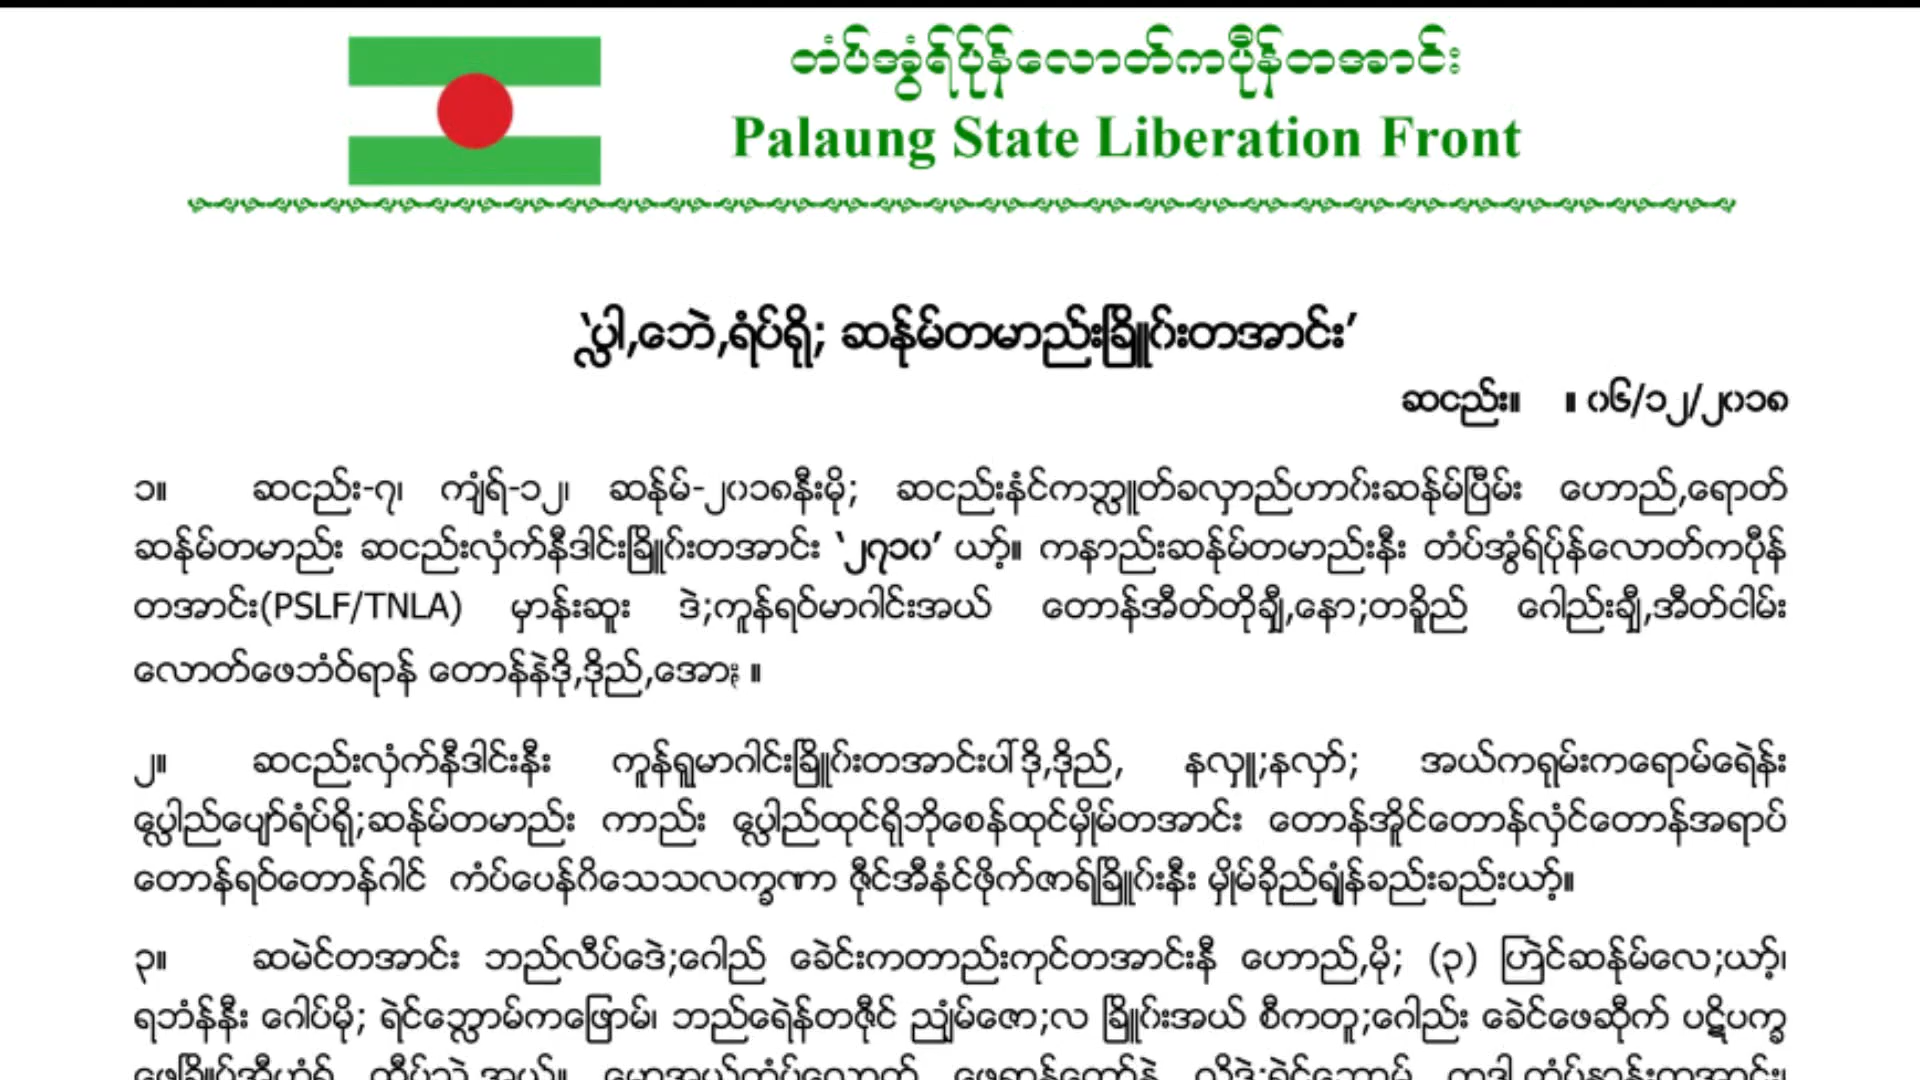 တံပ်အွံရ်ပ်ုန်လောတ်ကပ်ီုန်တအာင်း
Palaung State Liberation Front
‘ပ္လါ,ဘေဲ,ရံပ်ရို; ဆန်ုမ်တမာည်းခြိူဂ်းတအာင်း’
ဆငည်း။ ။ ၀၆/၁၂/၂၀၁၈
၁။ ဆငည်း-၇၊ ကျံရ်-၁၂၊ ဆန်ုမ်-၂၀၁၈နီးမို; ဆငည်းနံင်ကဘ္လူတ်ခလှာည်ဟာဂ်းဆန်ုမ်ပြီမ်း ဟောည်,ရောတ်
ဆန်ုမ်တမာည်း ဆငည်းလှံက်နီဒါင်းခြိူဂ်းတအာင်း ‘၂၇၁၀’ ယာ့်။ ကနာည်းဆန်ုမ်တမာည်းနီး တံပ်အွံရ်ပ်ုန်လောတ်ကပ်ီုန်
တအာင်း(PSLF/TNLA) မှာန်းဆူး ဒဲ;ကူန်ရဝ်မာဂါင်းအယ် တောန်အီတ်တိုချီ,နော;တခိူည် ဂေါည်းချီ,အီတ်ငါမ်း
လောတ်ဖေဘံဝ်ရာန် တောန်နဲဒို,ဒိုည်,အော; ။
၂။ ဆငည်းလှံက်နီဒါင်းနီး ကူန်ရူမာဂါင်းခြိူဂ်းတအာင်းပါ်ဒို,ဒိုည်, နလှူ;နလှာ်; အယ်ကရုမ်းကရောမ်ရေဲန်း
ပ္လေါည်ပျော်ရံပ်ရို;ဆန်ုမ်တမာည်း ကာည်း ပ္လေါည်ထုင်ရိုဘိုစေန်ထုင်မိှုမ်တအာင်း တောန်အိူင်တောန်လှံင်တောန်အရာပ်
တောန်ရဝ်တောန်ဂါင် ကံပ်ပေန်ဂိသေသလက္ခဏာ ဇီုင်အီနံင်ဖိုက်ဇာရ်ခြိူဂ်းနီး မိှုမ်ခိုည်ရျံန်ခည်းခည်းယာ့်။
၃။ ဆမဲင်တအာင်း ဘည်လီပ်ဒေဲ;ဂေါည် ခေဲင်းကတာည်းကုင်တအာင်းနီ ဟောည်,မို; (၃) ဟြဲင်ဆန်ုမ်လေ;ယာ့်၊
ရဘံန်နီး ဂေါပ်မို; ရဲင်ဘ္လောမ်ကဖြောမ်၊ ဘည်ရေဲန်တဇီုင် ညျံမ်ဇော;လ ခြိူဂ်းအယ် စီကတူ;ဂေါည်း ခေဲင်ဖေဆိုက် ပဋိပက္ခ